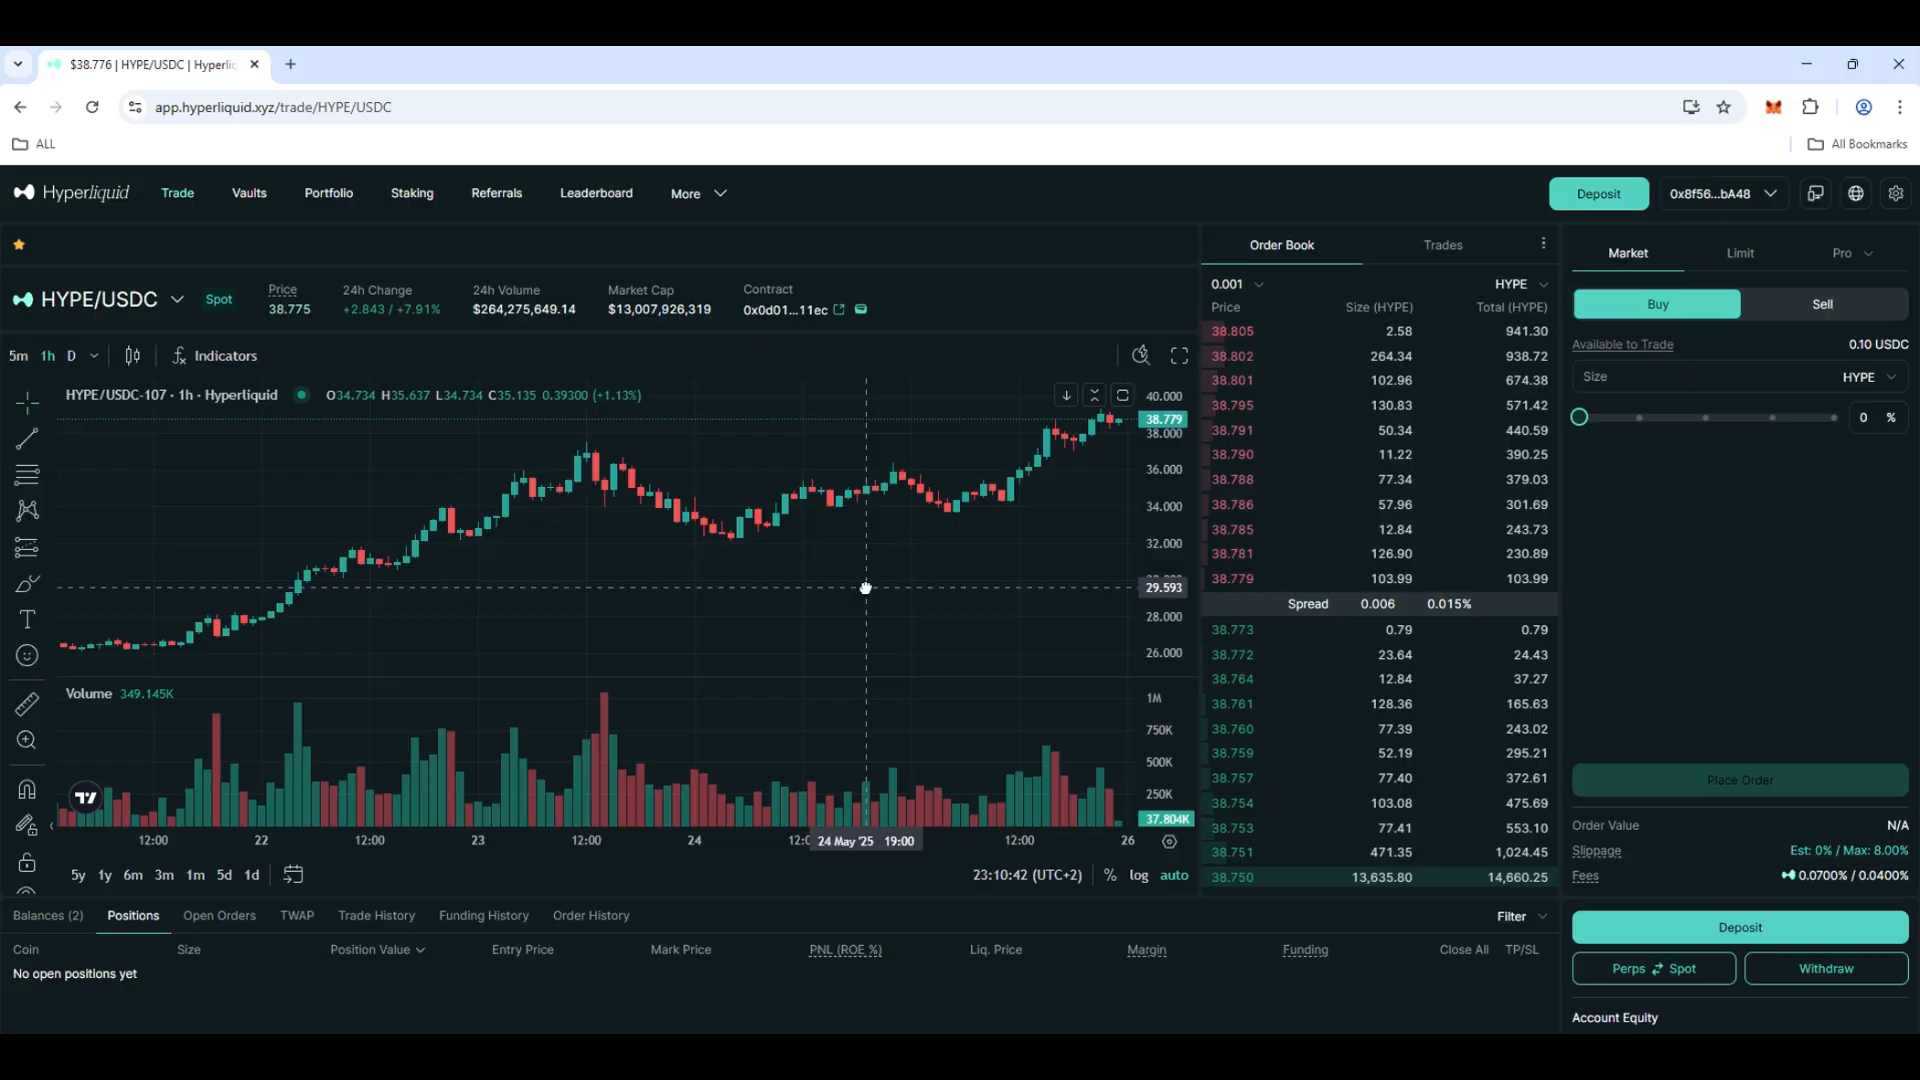 $38.776 | HYPE/USDC | Hyperlic
app.hyperliquid.xyz/trade/HYPE/USDC
ALL
All Bookmarks
Hyperliquid
Trade
Vaults
Portfolio
Staking
Referrals
Leaderboard
More
Deposit
0x8f56...bA48
HYPE/USDC
Spot
Price
38.775
24h Change
+2.843 / +7.91%
24h Volume
$264,275,649.14
Market Cap
$13,007,926,319
Contract
0x0d01...11ec
5m 1h D
Indicators
HYPE/USDC-107 · 1h · Hyperliquid
O34.734 H35.637 L34.734 C35.135 0.39300 (+1.13%)
40.000
38.779
38.000
36.000
34.000
32.000
29.593
28.000
26.000
Volume 349.145K
1M
750K
500K
250K
37.804K
12:00 22 12:00 23 12:00 24 12:0 24 May '25 19:00 12:00 26
5y 1y 6m 3m 1m 5d 1d
23:10:42 (UTC+2) % log auto
Order Book Trades
0.001 HYPE
Price Size (HYPE) Total (HYPE)
38.805 2.58 941.30
38.802 264.34 938.72
38.801 102.96 674.38
38.795 130.83 571.42
38.791 50.34 440.59
38.790 11.22 390.25
38.788 77.34 379.03
38.786 57.96 301.69
38.785 12.84 243.73
38.781 126.90 230.89
38.779 103.99 103.99
Spread 0.006 0.015%
38.773 0.79 0.79
38.772 23.64 24.43
38.764 12.84 37.27
38.761 128.36 165.63
38.760 77.39 243.02
38.759 52.19 295.21
38.757 77.40 372.61
38.754 103.08 475.69
38.753 77.41 553.10
38.751 471.35 1,024.45
38.750 13,635.80 14,660.25
Market Limit Pro
Buy Sell
Available to Trade 0.10 USDC
Size HYPE
0 %
Place Order
Order Value N/A
Slippage Est: 0% / Max: 8.00%
Fees 0.0700% / 0.0400%
Deposit
Perps ⇄ Spot Withdraw
Account Equity
Balances (2) Positions Open Orders TWAP Trade History Funding History Order History Filter
Coin Size Position Value Entry Price Mark Price PNL (ROE %) Liq. Price Margin Funding Close All TP/SL
No open positions yet